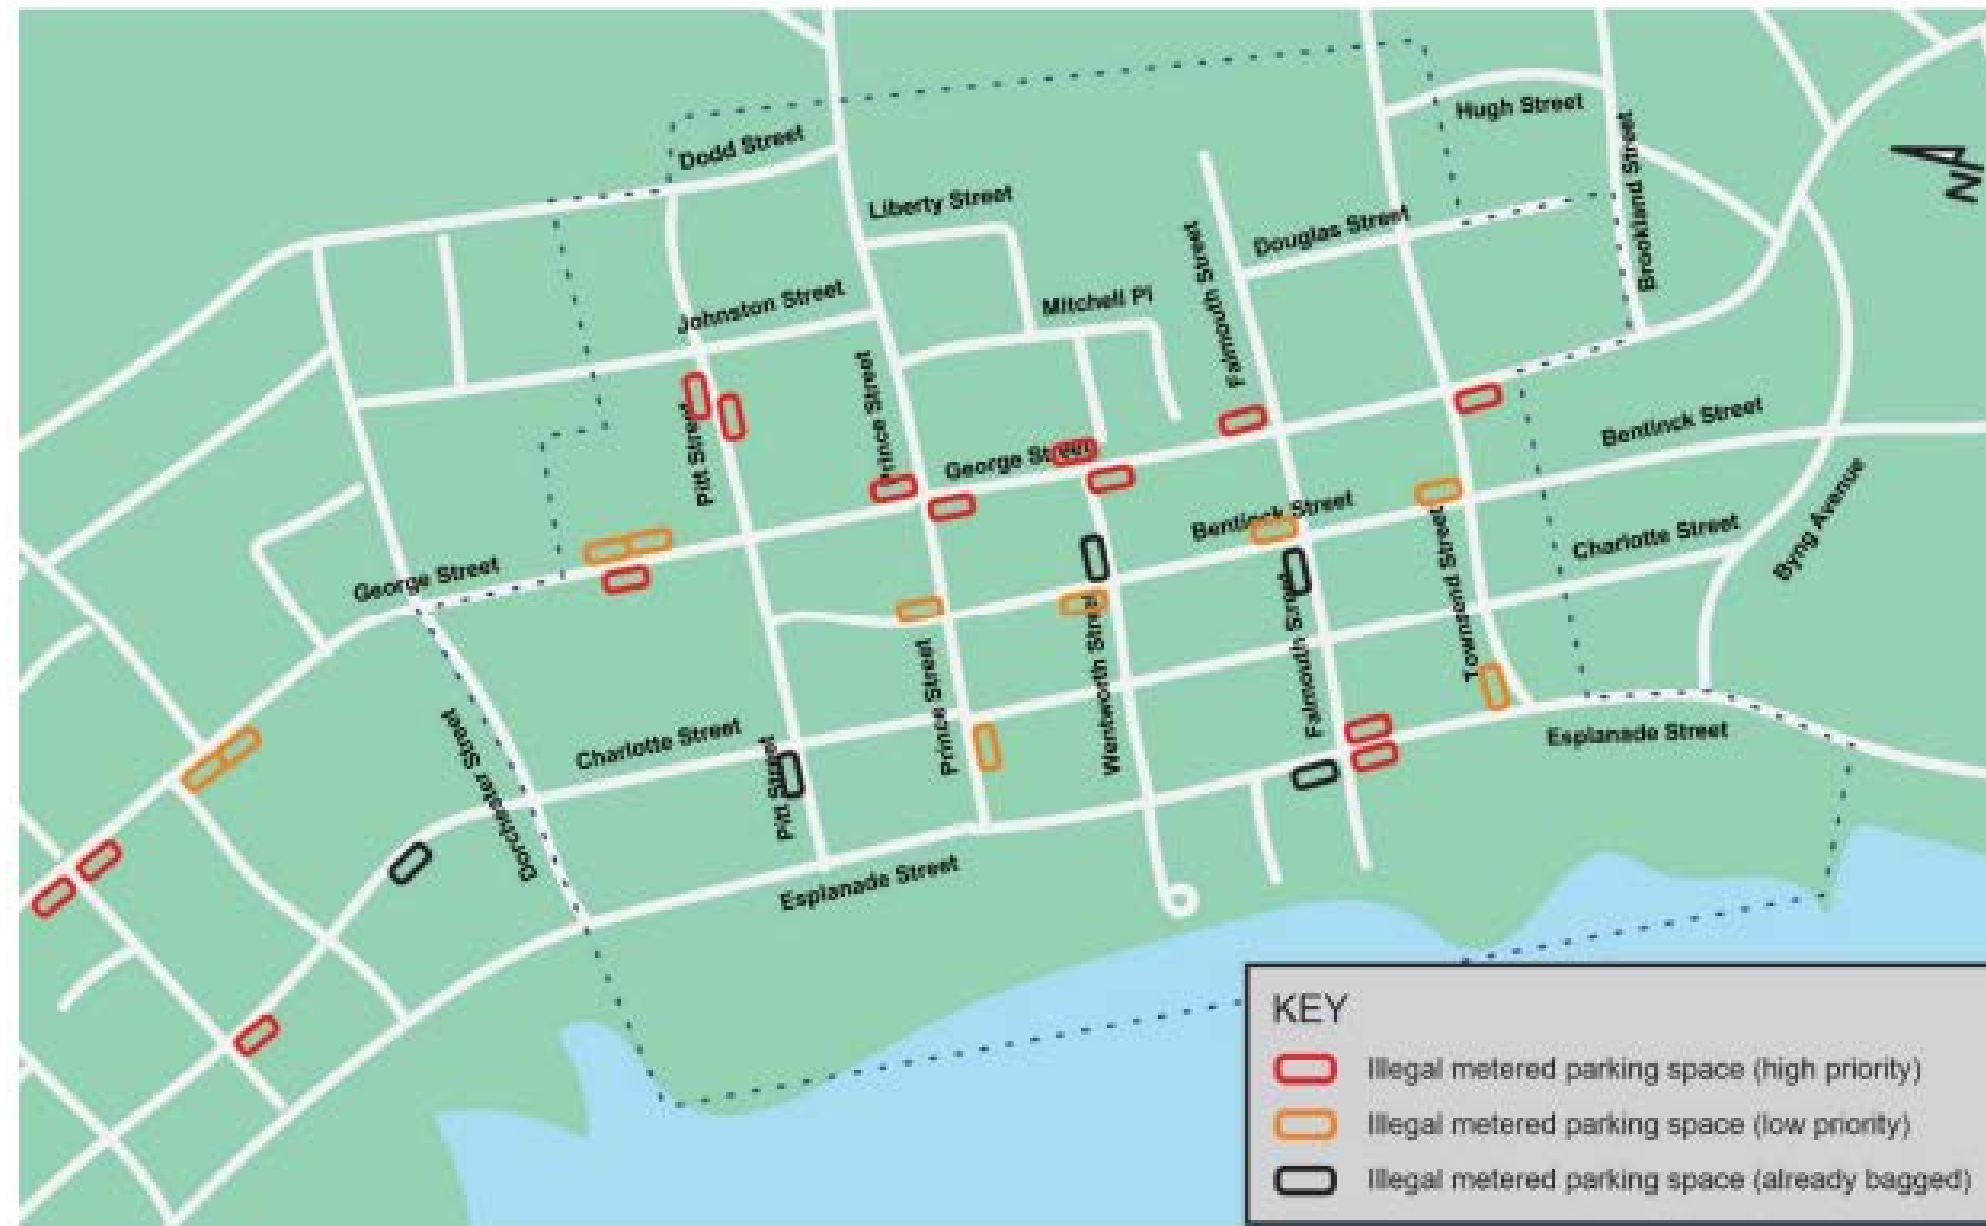 Hugh Street
Dodd Street
Brookland Street
Liberty Street
N
Douglas Street
Falmouth Street
Mitchell Pl
Johnston Street
Prince Street
Pitt Street
George Street
Bentinck Street
Bentinck Street
Charlotte Street
Byng Avenue
George Street
Townsend Street
Falmouth Street
Wentworth Street
Prince Street
Charlotte Street
Pitt Street
Dorchester Street
Esplanade Street
Esplanade Street
KEY
Illegal metered parking space (high priority)
Illegal metered parking space (low priority)
Illegal metered parking space (already bagged)